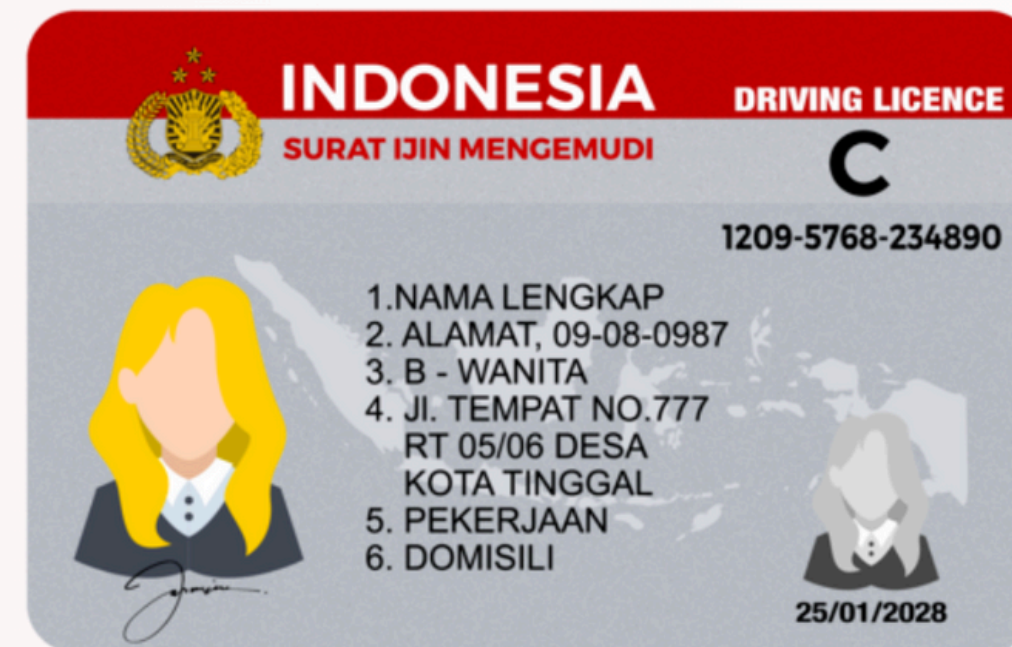 INDONESIA
SURAT IJIN MENGEMUDI
DRIVING LICENCE
C
1209-5768-234890
1.NAMA LENGKAP
2. ALAMAT, 09-08-0987
3. B - WANITA
4. Jl. TEMPAT NO.777
RT 05/06 DESA
KOTA TINGGAL
5. PEKERJAAN
6. DOMISILI
25/01/2028